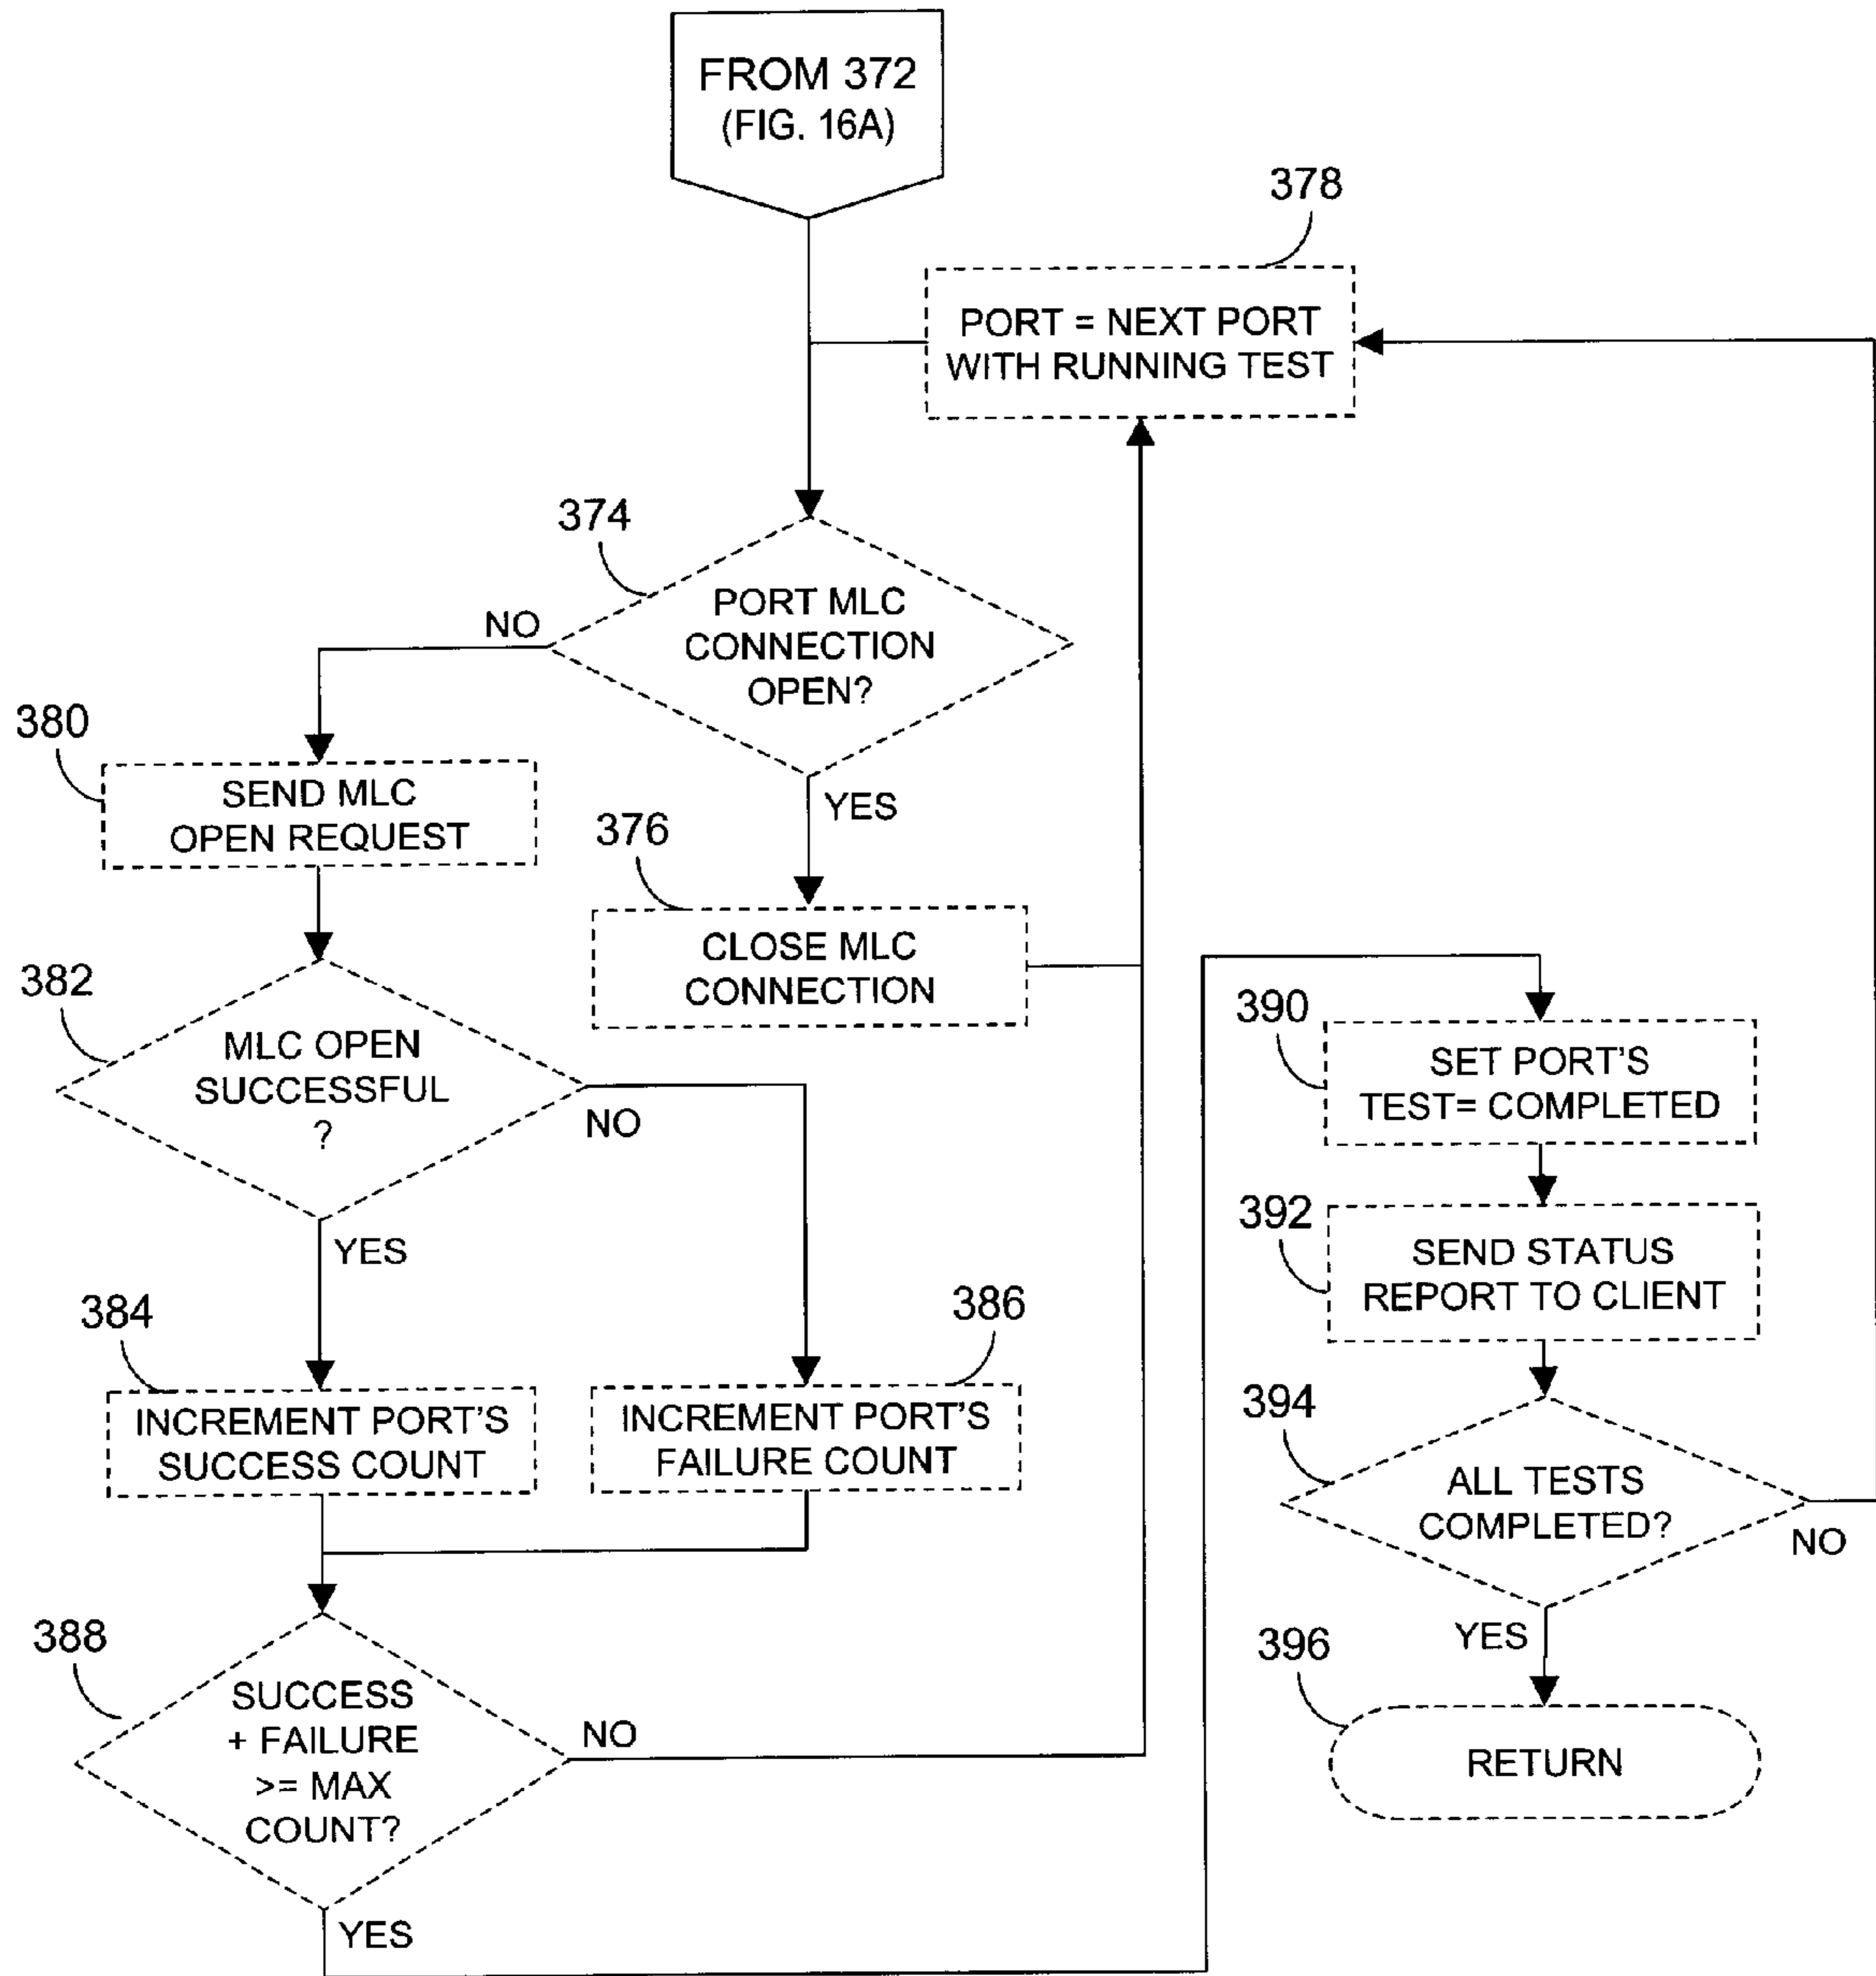 FROM 372
(FIG. 16A)
378
PORT = NEXT PORT
WITH RUNNING TEST
374
PORT MLC
CONNECTION
OPEN?
NO
YES
380
SEND MLC
OPEN REQUEST
376
CLOSE MLC
CONNECTION
382
MLC OPEN
SUCCESSFUL
?
NO
YES
384
INCREMENT PORT'S
SUCCESS COUNT
386
INCREMENT PORT'S
FAILURE COUNT
388
SUCCESS
+ FAILURE
>= MAX
COUNT?
NO
YES
390
SET PORT'S
TEST= COMPLETED
392
SEND STATUS
REPORT TO CLIENT
394
ALL TESTS
COMPLETED?
NO
YES
396
RETURN